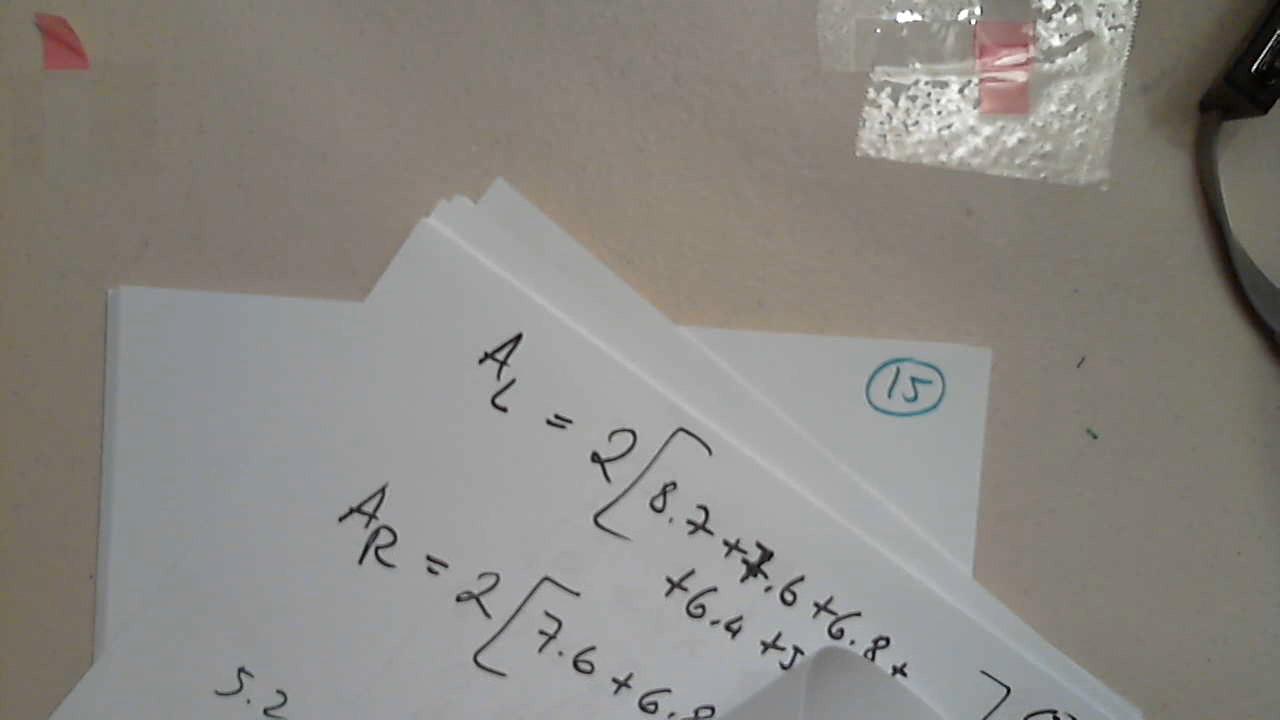 15
A_L = 2[8.7+7.6+6.8+
+6.4+5
A_R = 2[7.6+6.8
5.2